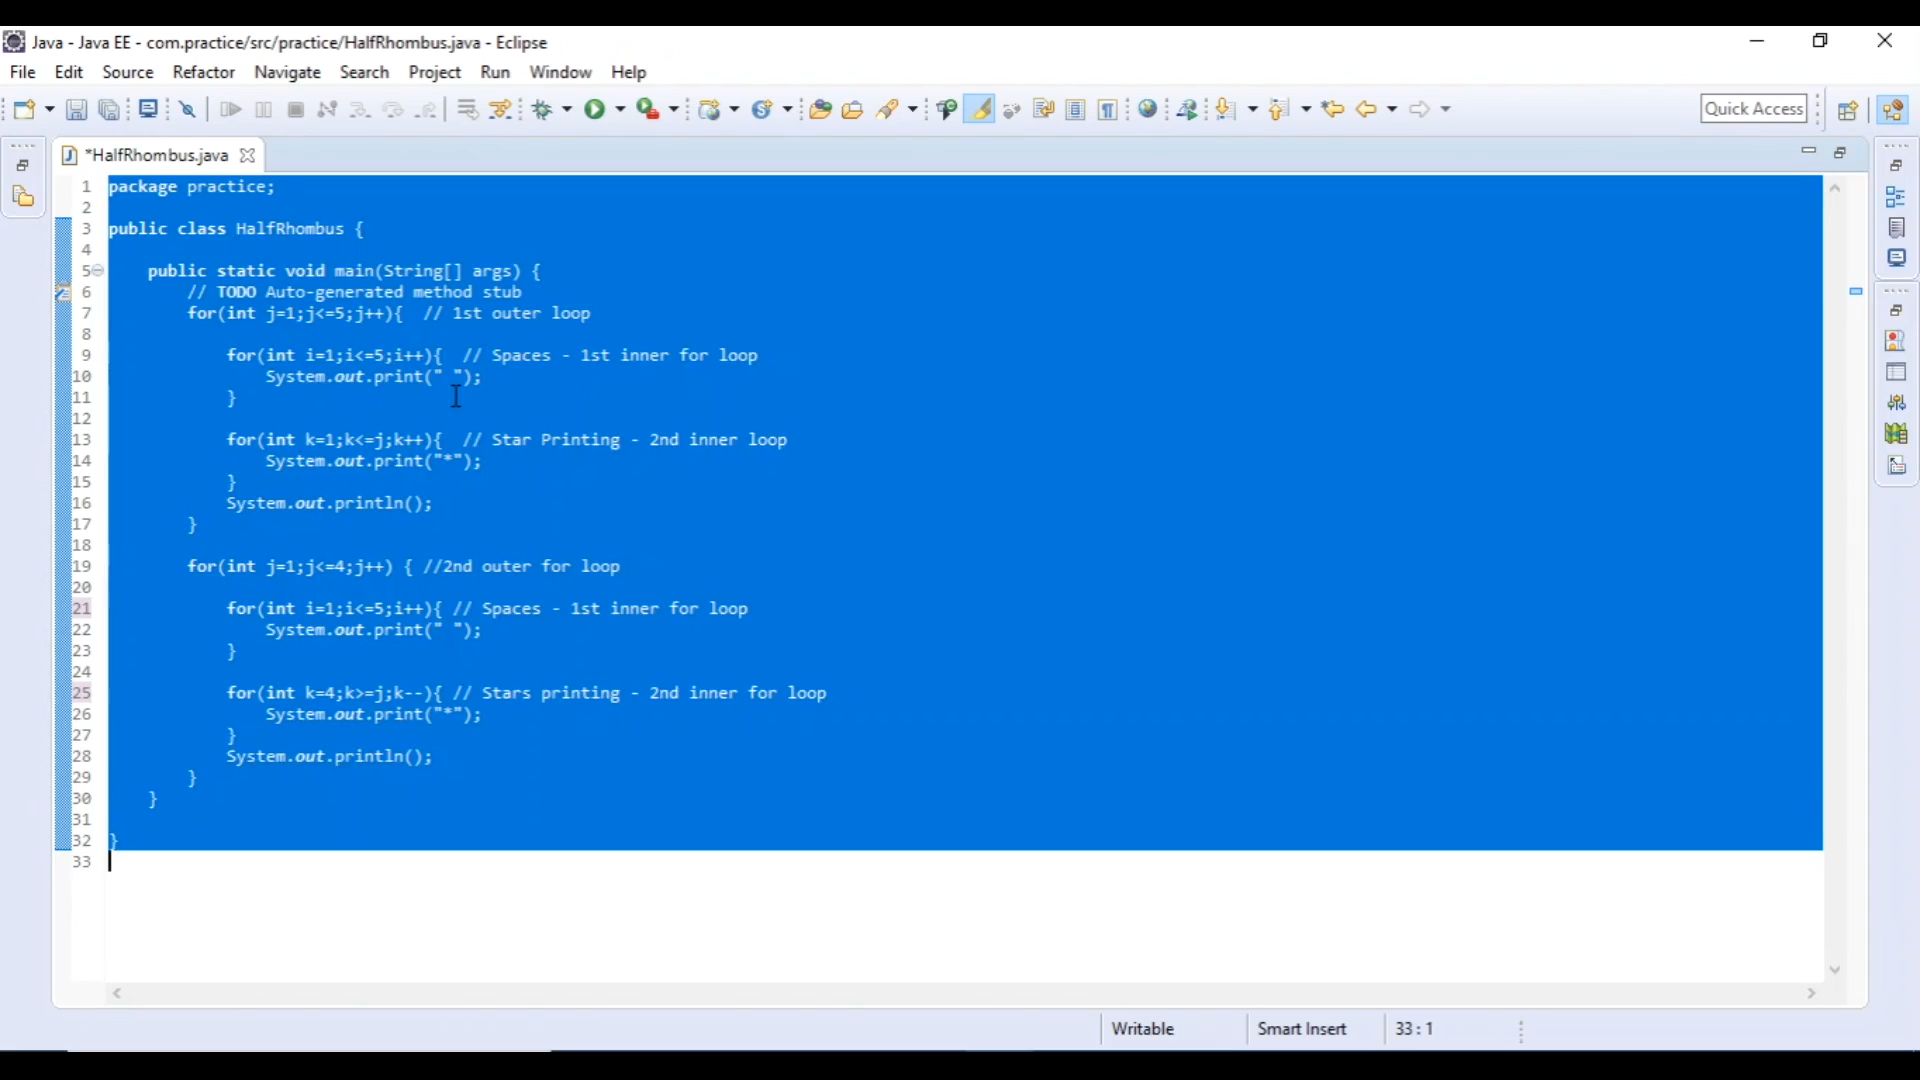 Java - Java EE - com.practice/src/practice/HalfRhombus.java - Eclipse
File Edit Source Refactor Navigate Search Project Run Window Help
Quick Access
*HalfRhombus.java
1 package practice;
2
3 public class HalfRhombus {
4
5 public static void main(String[] args) {
6 // TODO Auto-generated method stub
7 for(int j=1;j<=5;j++){ // 1st outer loop
8
9 for(int i=1;i<=5;i++){ // Spaces - 1st inner for loop
10 System.out.print(" ");
11 }
12
13 for(int k=1;k<=j;k++){ // Star Printing - 2nd inner loop
14 System.out.print("*");
15 }
16 System.out.println();
17 }
18
19 for(int j=1;j<=4;j++) { //2nd outer for loop
20
21 for(int i=1;i<=5;i++){ // Spaces - 1st inner for loop
22 System.out.print(" ");
23 }
24
25 for(int k=4;k>=j;k--){ // Stars printing - 2nd inner for loop
26 System.out.print("*");
27 }
28 System.out.println();
29 }
30 }
31
32 }
33
Writable Smart Insert 33 : 1